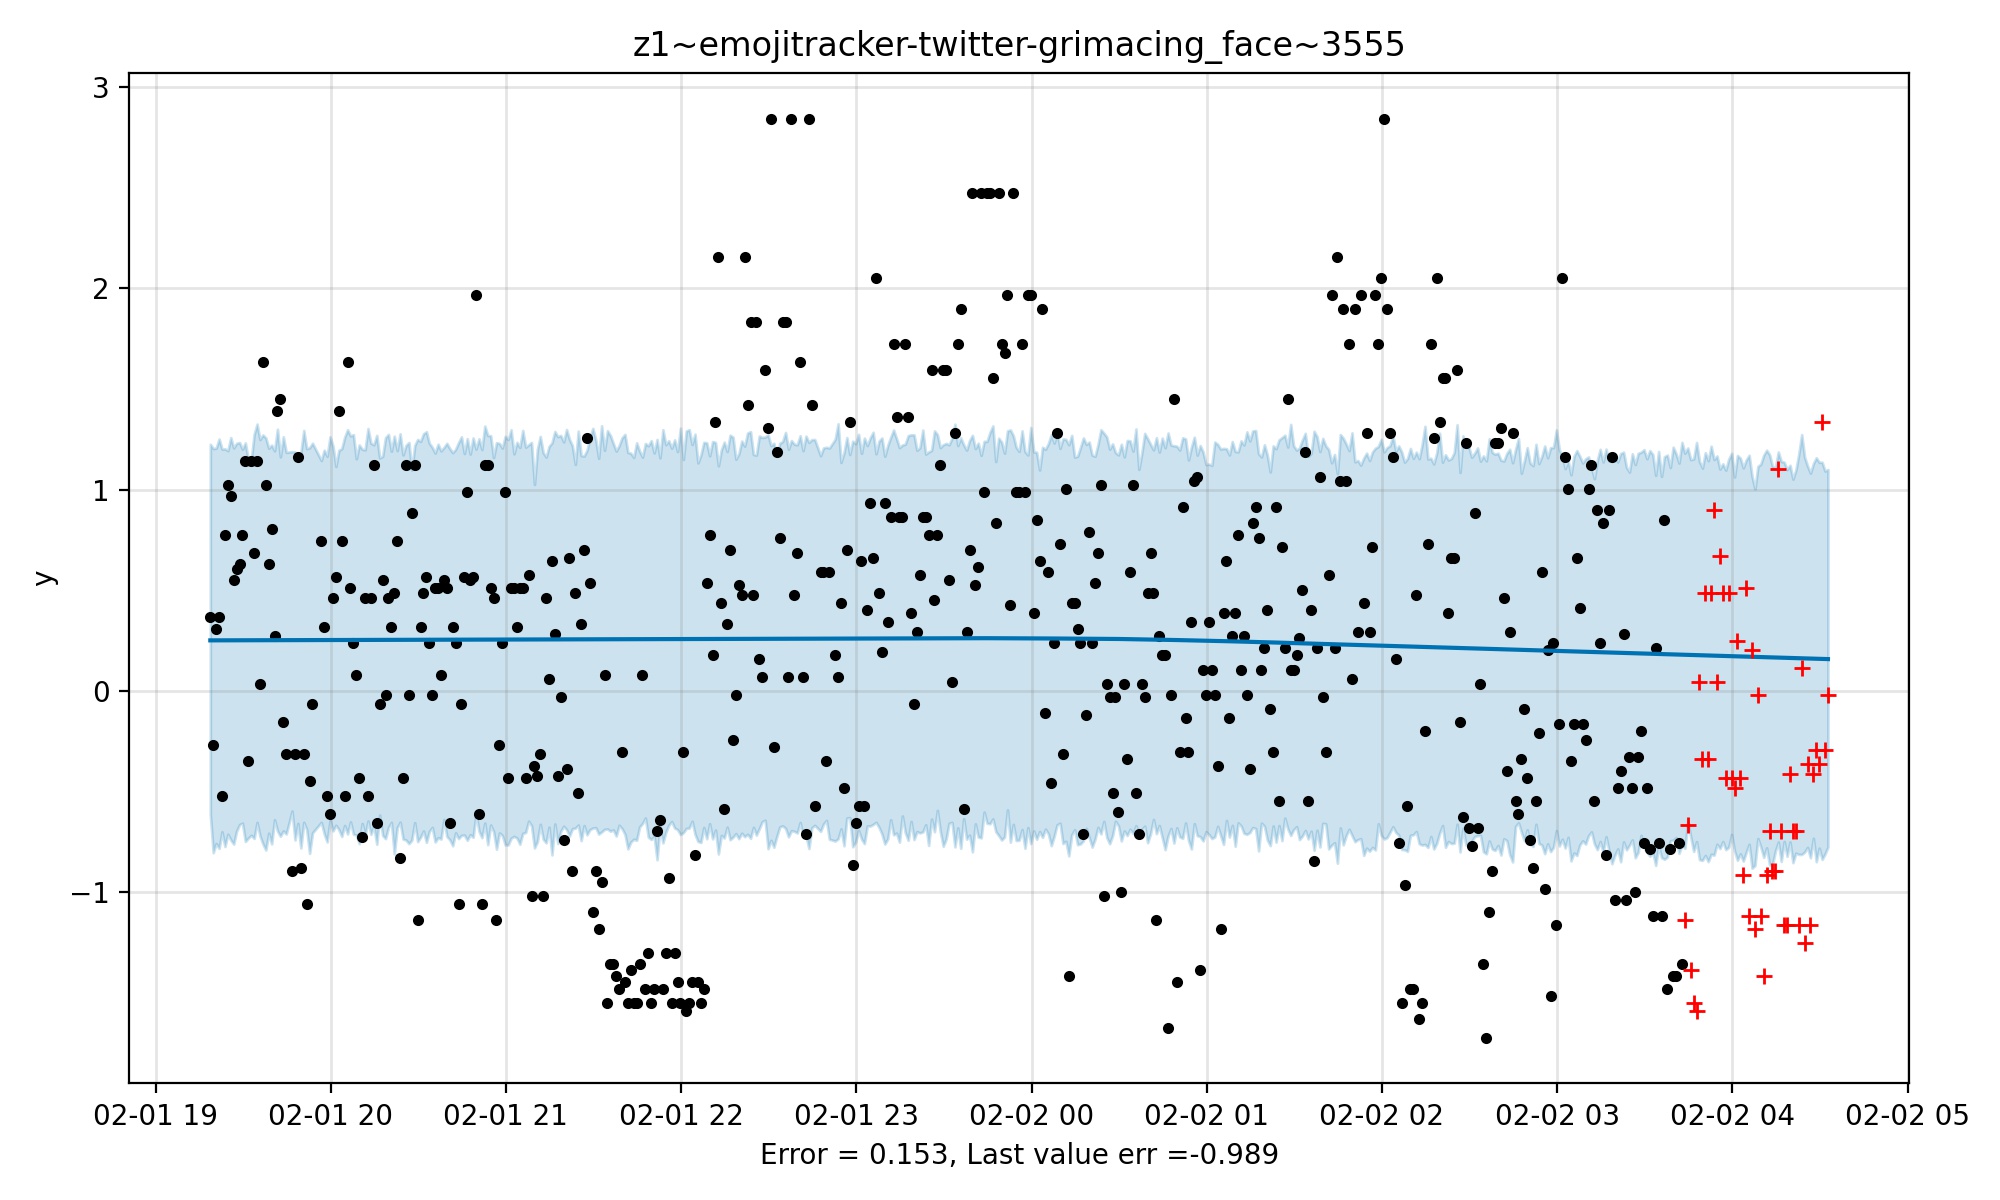 z1~emojitracker-twitter-grimacing_face~3555
3
2
1
0
−1
y
02-01 19 02-01 20 02-01 21 02-01 22 02-01 23 02-02 00 02-02 01 02-02 02 02-02 03 02-02 04 02-02 05
Error = 0.153, Last value err =-0.989